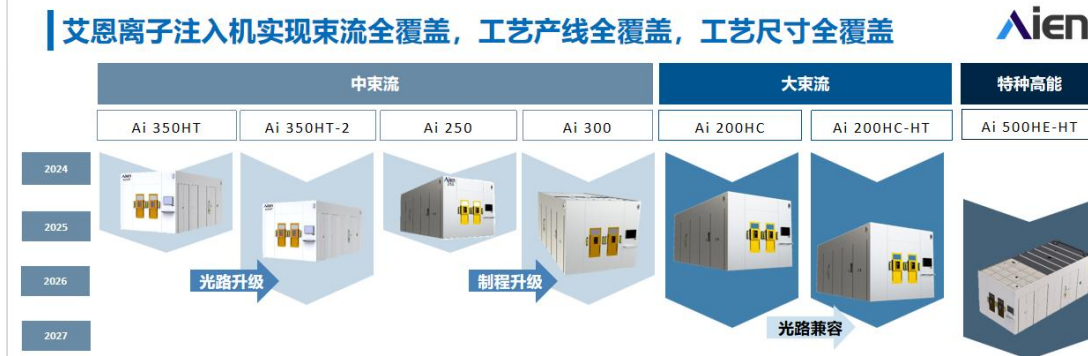 艾恩离子注入机实现束流全覆盖，工艺产线全覆盖，工艺尺寸全覆盖
Aien
中束流
大束流
特种高能
Ai 350HT
Ai 350HT-2
Ai 250
Ai 300
Ai 200HC
Ai 200HC-HT
Ai 500HE-HT
2024
2025
2026
2027
Aien
Aien
Aien
光路升级
制程升级
光路兼容